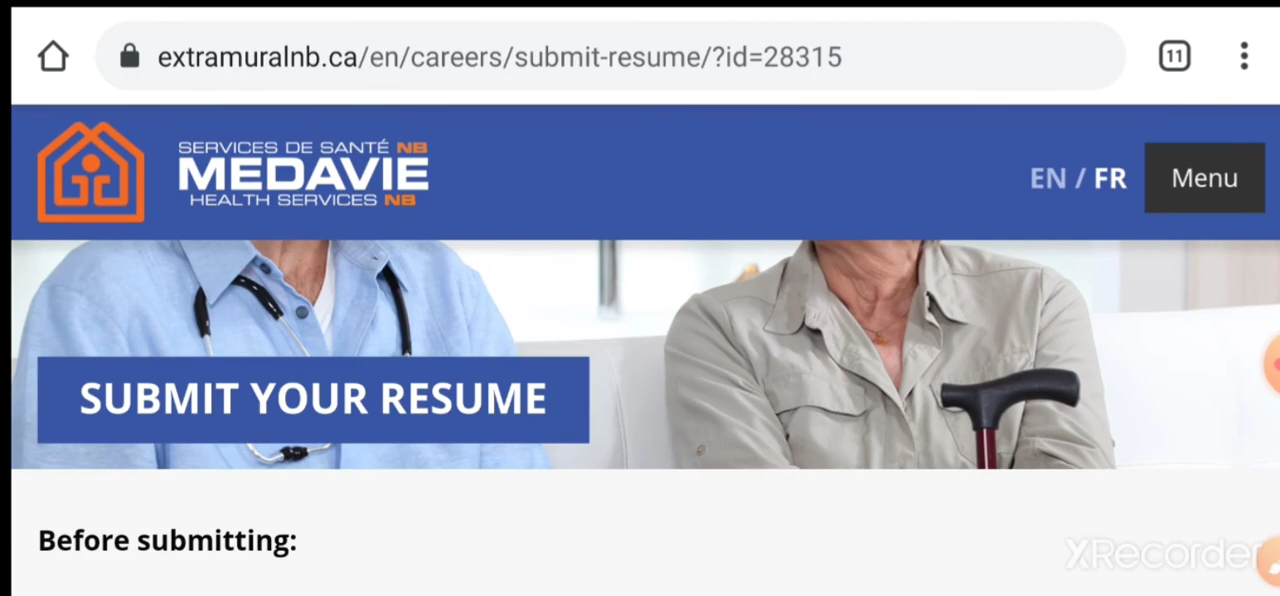 extramuralnb.ca/en/careers/submit-resume/?id=28315
11
SERVICES DE SANTÉ NB
MEDAVIE
HEALTH SERVICES NB
EN / FR
Menu
SUBMIT YOUR RESUME
Before submitting:
XRecorder